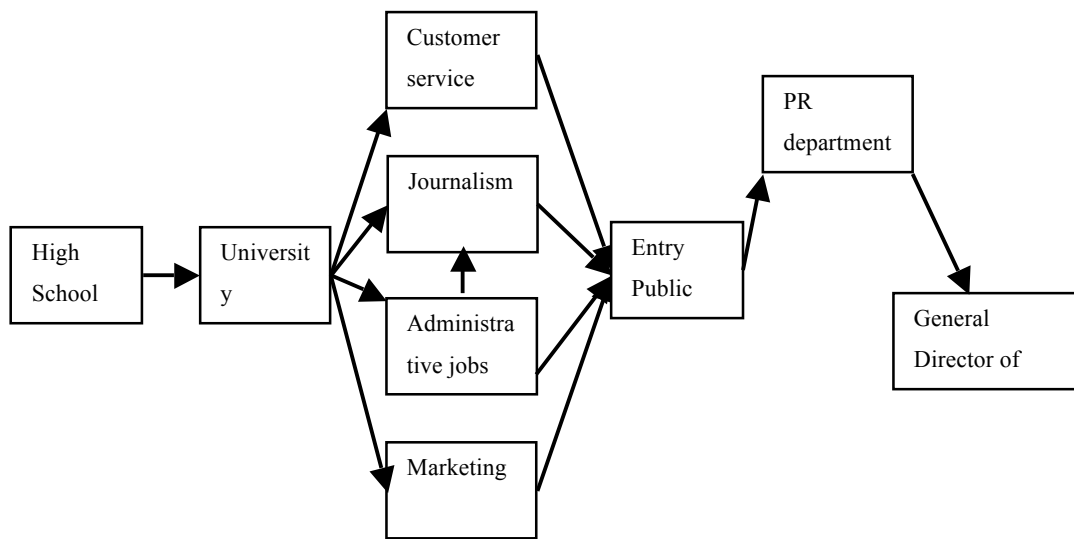 High
School
Universit
y
Customer
service
Journalism
Administra
tive jobs
Marketing
Entry
Public
PR
department
General
Director of